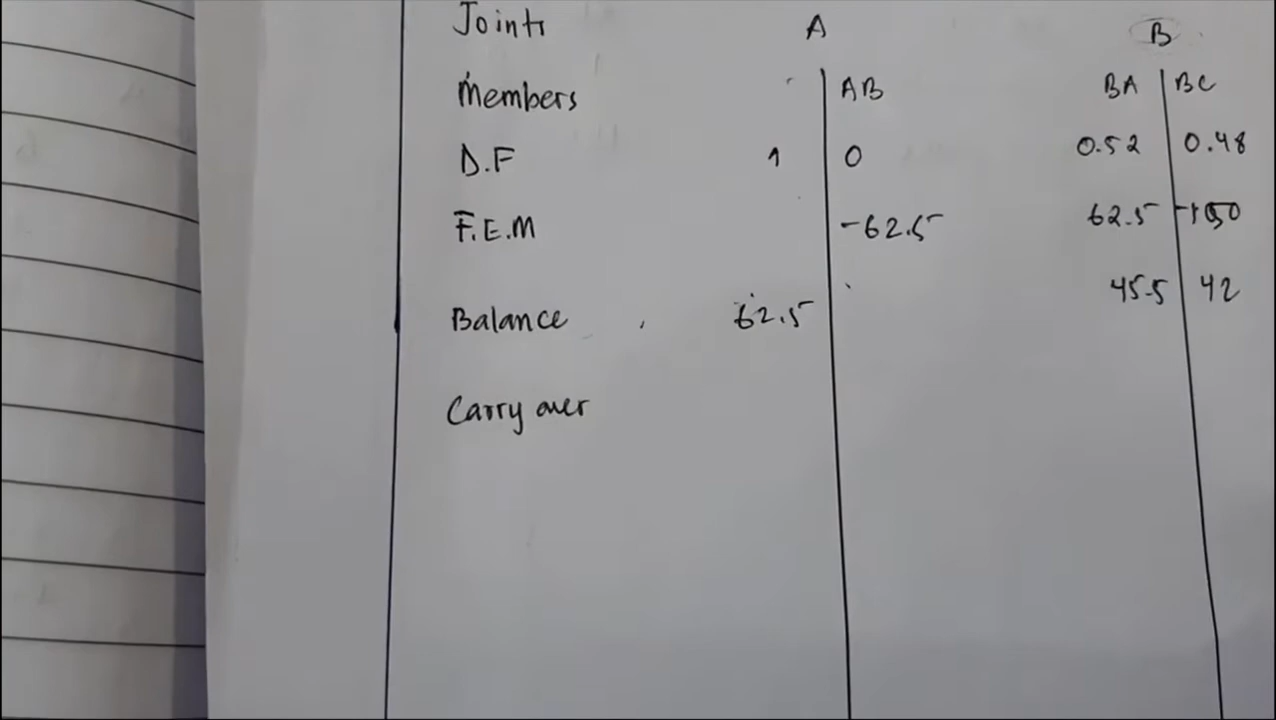 Joints A B
Members AB BA BC
D.F 1 0 0.52 0.48
F.E.M -62.5 62.5 -150
Balance 62.5 45.5 42
Carry over